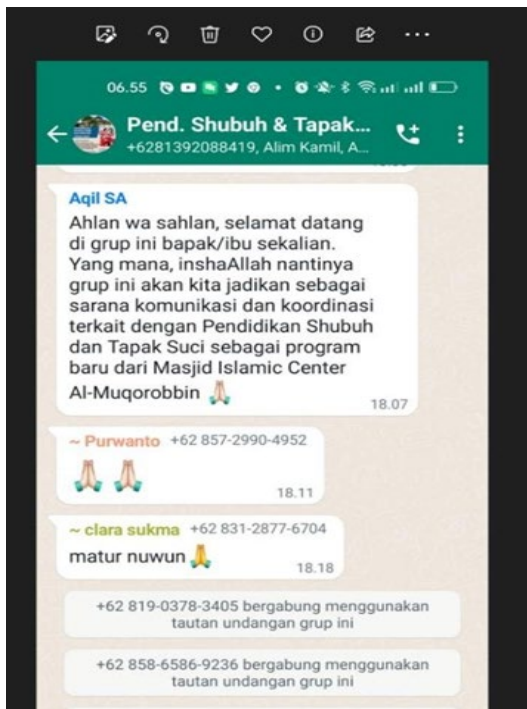 06.55
Pend. Shubuh & Tapak...
+6281392088419, Alim Kamil, A...
Aqil SA
Ahlan wa sahlan, selamat datang
di grup ini bapak/ibu sekalian.
Yang mana, inshaAllah nantinya
grup ini akan kita jadikan sebagai
sarana komunikasi dan koordinasi
terkait dengan Pendidikan Shubuh
dan Tapak Suci sebagai program
baru dari Masjid Islamic Center
Al-Muqorobbin 🙏🏻
18.07
~ Purwanto +62 857-2990-4952
🙏🏻 🙏🏻
18.11
~ clara sukma +62 831-2877-6704
matur nuwun 🙏
18.18
+62 819-0378-3405 bergabung menggunakan
tautan undangan grup ini
+62 858-6586-9236 bergabung menggunakan
tautan undangan grup ini